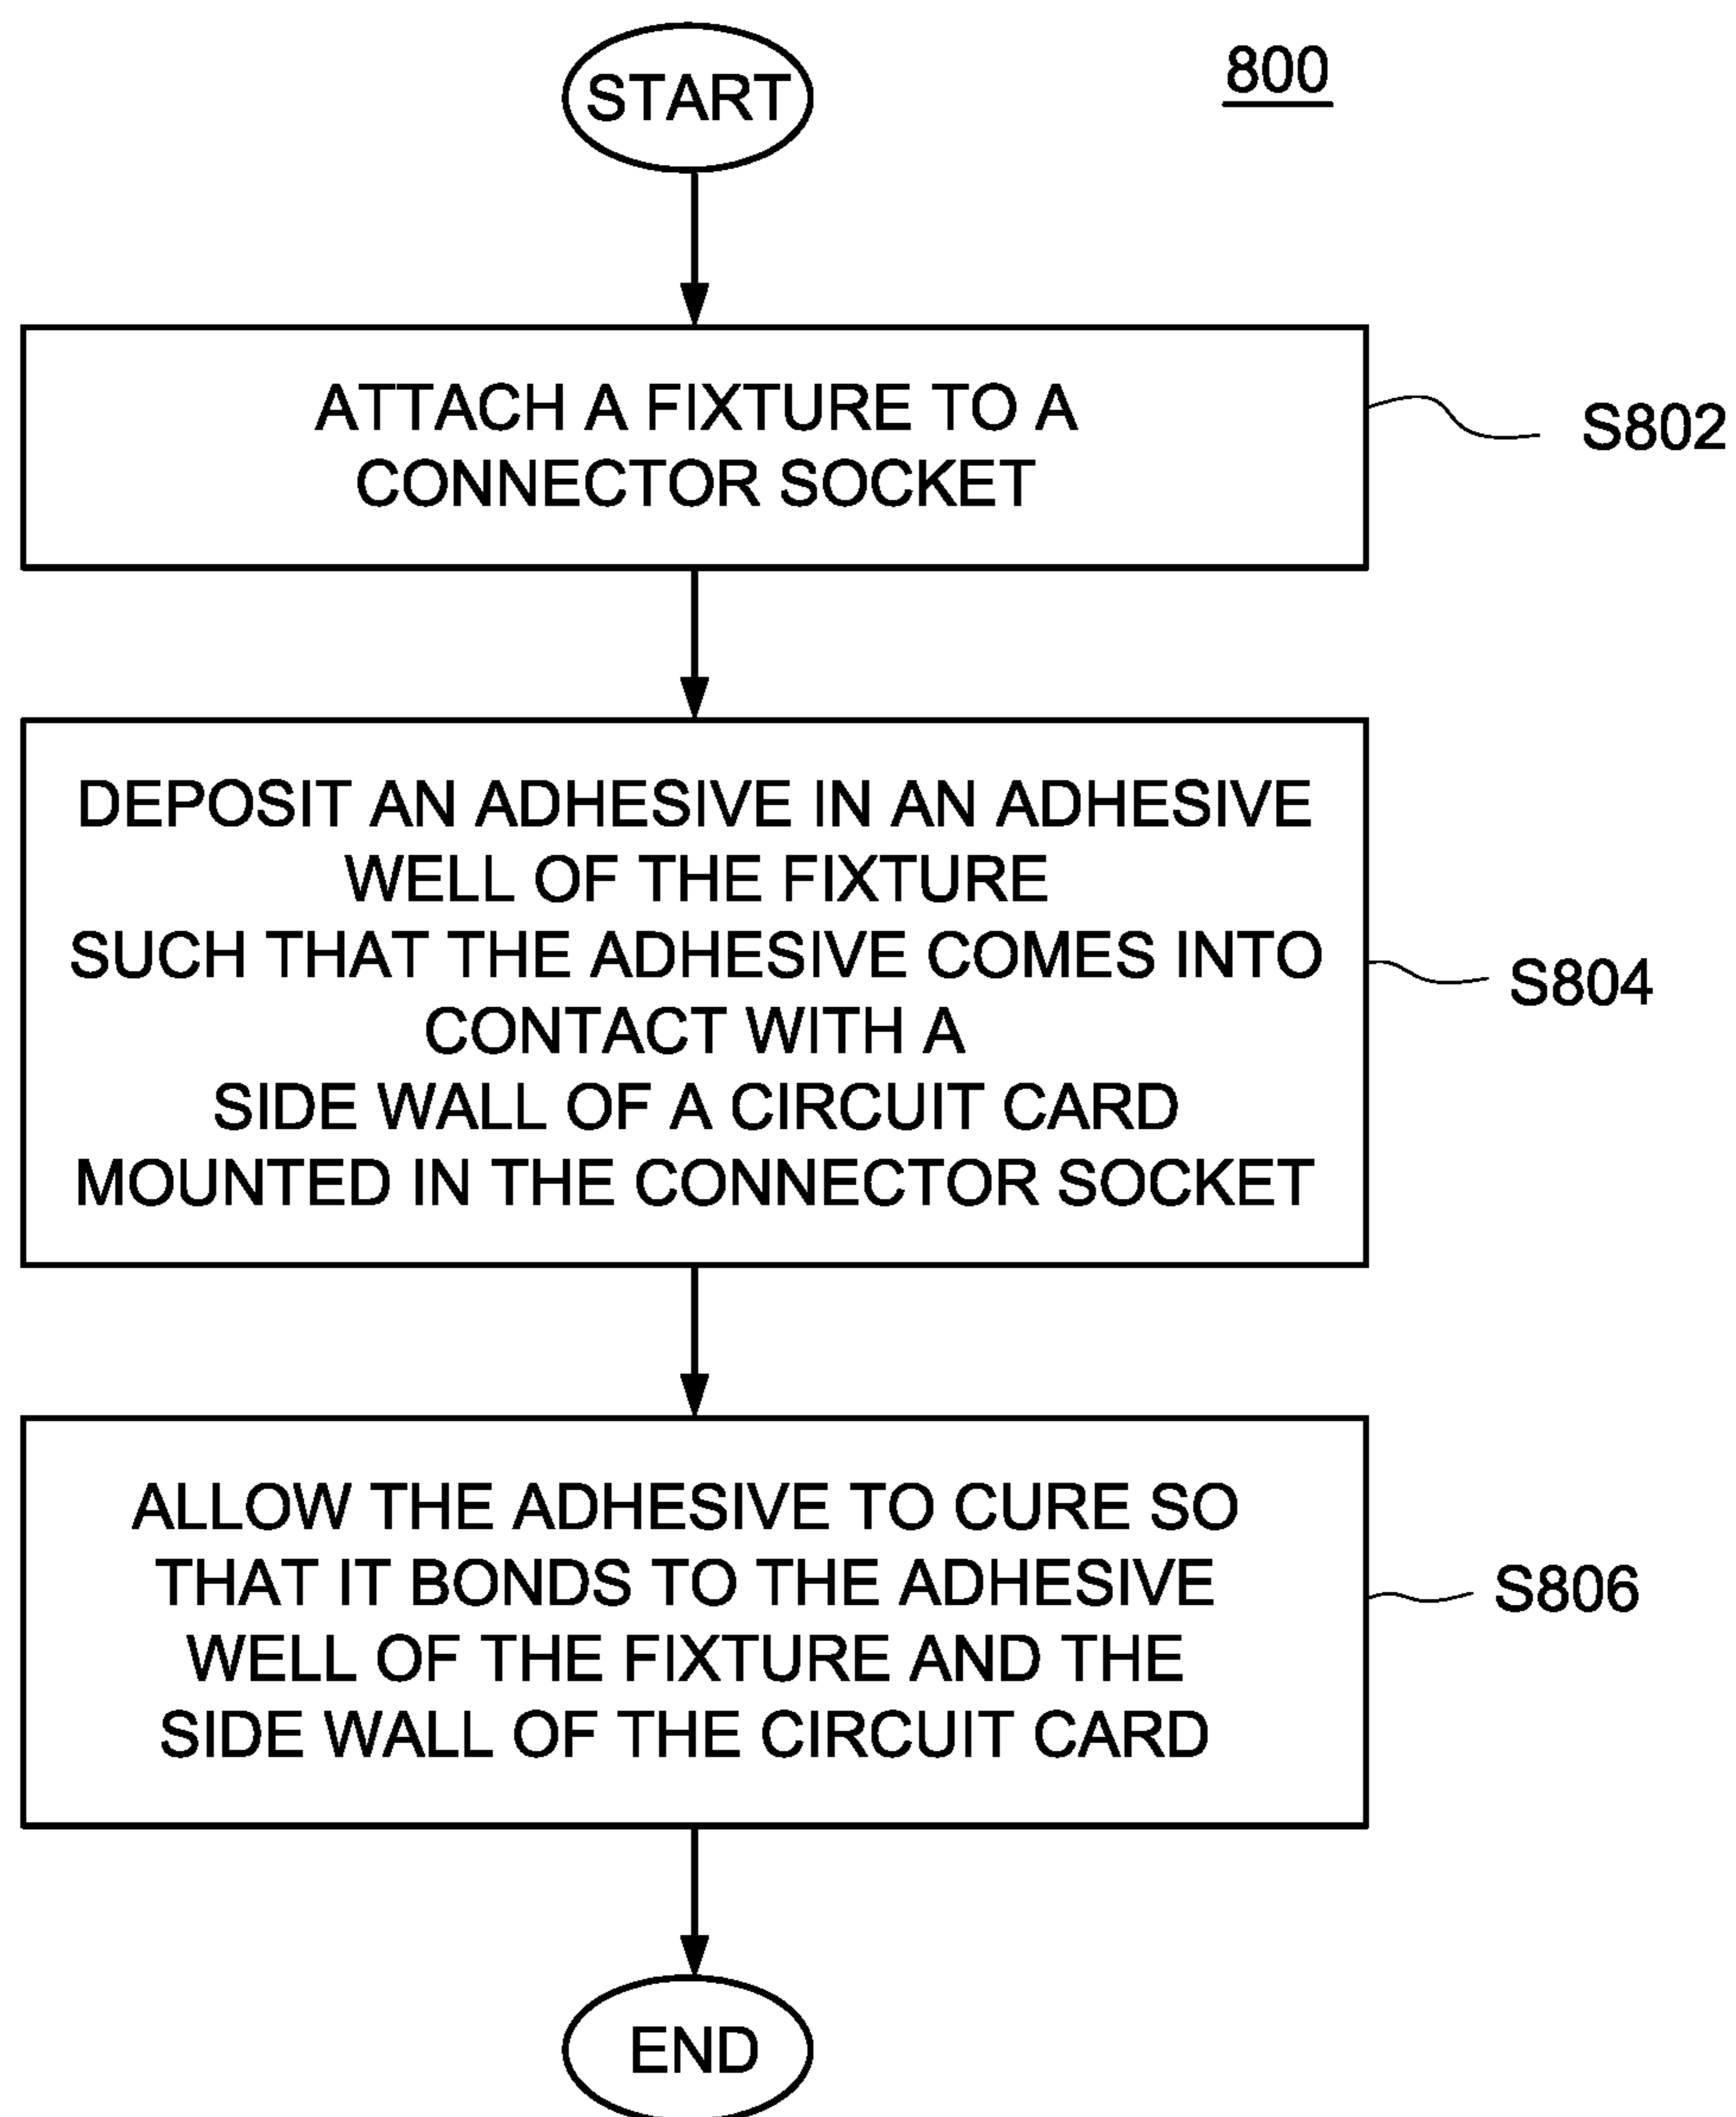 START
800
ATTACH A FIXTURE TO A
CONNECTOR SOCKET
S802
DEPOSIT AN ADHESIVE IN AN ADHESIVE
WELL OF THE FIXTURE
SUCH THAT THE ADHESIVE COMES INTO
CONTACT WITH A
SIDE WALL OF A CIRCUIT CARD
MOUNTED IN THE CONNECTOR SOCKET
S804
ALLOW THE ADHESIVE TO CURE SO
THAT IT BONDS TO THE ADHESIVE
WELL OF THE FIXTURE AND THE
SIDE WALL OF THE CIRCUIT CARD
S806
END